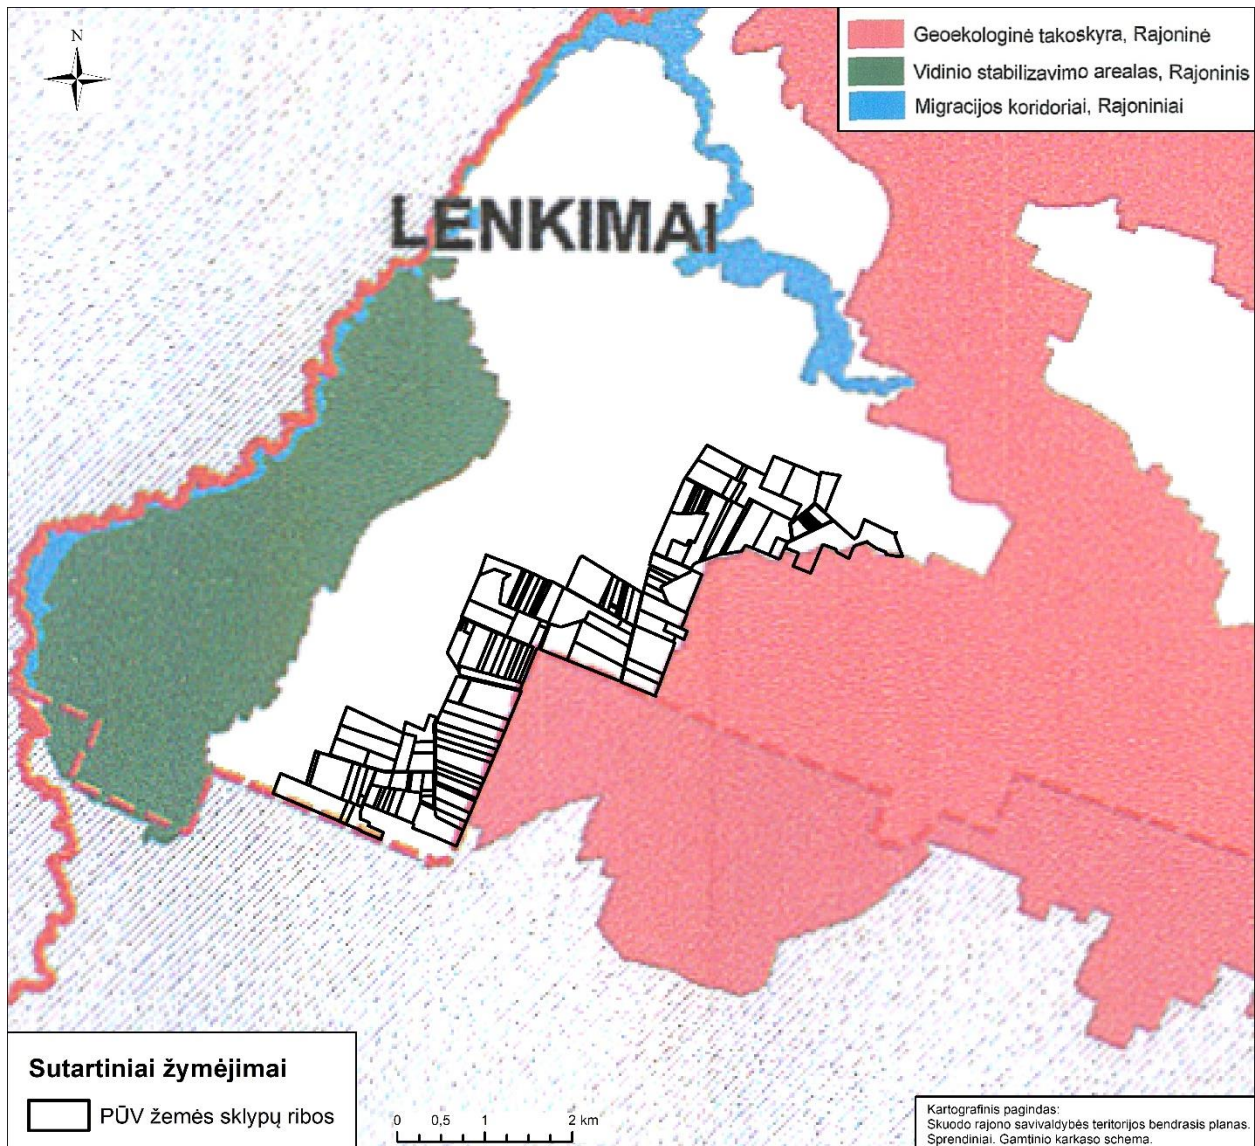 N
Geoekologinė takoskyra, Rajoninė
Vidinio stabilizavimo arealas, Rajoninis
Migracijos koridoriai, Rajoniniai
LENKIMAI
Sutartiniai žymėjimai
PŪV žemės sklypų ribos
0 0,5 1 2 km
Kartografinis pagindas:
Skuodo rajono savivaldybės teritorijos bendrasis planas.
Sprendiniai. Gamtinio karkaso schema.